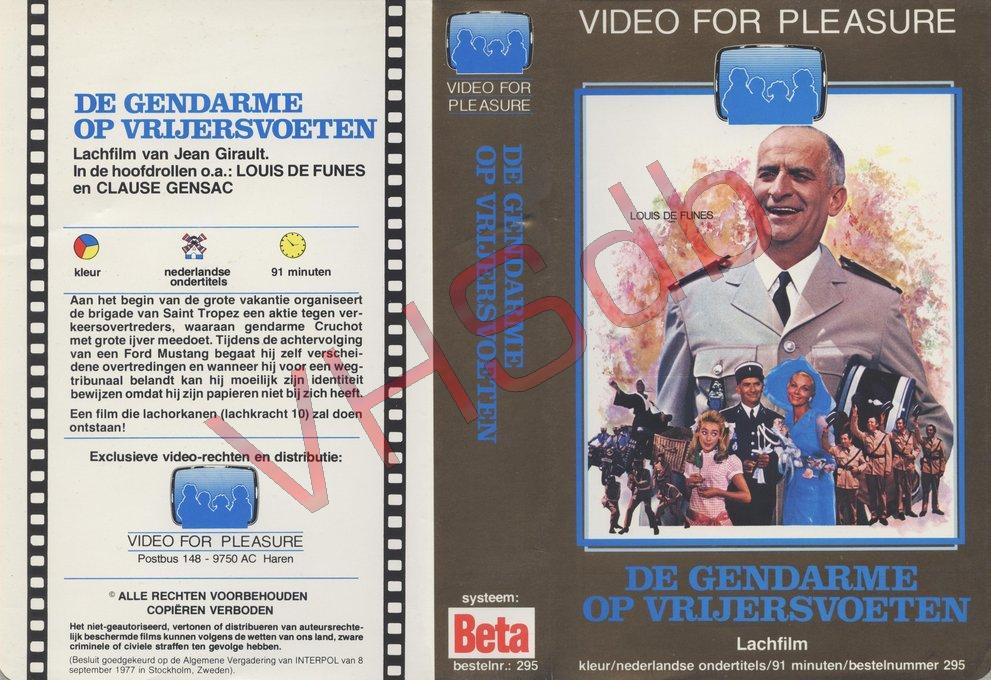 DE GENDARME
OP VRIJERSVOETEN
Lachfilm van Jean Girault.
In de hoofdrollen o.a.: LOUIS DE FUNES
en CLAUSE GENSAC
kleur
nederlandse
ondertitels
91 minuten
Aan het begin van de grote vakantie organiseert
de brigade van Saint Tropez een aktie tegen ver-
keersovertreders, waaraan gendarme Cruchot
met grote ijver meedoet. Tijdens de achtervolging
van een Ford Mustang begaat hij zelf verschei-
dene overtredingen en wanneer hij voor een weg-
tribunaal belandt kan hij moeilijk zijn identiteit
bewijzen omdat hij zijn papieren niet bij zich heeft.
Een film die lachorkanen (lachkracht 10) zal doen
ontstaan!
Exclusieve video-rechten en distributie:
VIDEO FOR PLEASURE
Postbus 148 - 9750 AC Haren
© ALLE RECHTEN VOORBEHOUDEN
COPIËREN VERBODEN
Het niet-geautoriseerd, vertonen of distribueren van auteursrechte-
lijk beschermde films kunnen volgens de wetten van ons land, zware
criminele of civiele straffen ten gevolge hebben.
(Besluit goedgekeurd op de Algemene Vergadering van INTERPOL van 8
september 1977 in Stockholm, Zweden).
VIDEO FOR
PLEASURE
DE GENDARME
OP VRIJERSVOETEN
systeem:
Beta
bestelnr.: 295
VIDEO FOR PLEASURE
LOUIS DE FUNES
DE GENDARME
OP VRIJERSVOETEN
Lachfilm
kleur/nederlandse ondertitels/91 minuten/bestelnummer 295
VHSdb